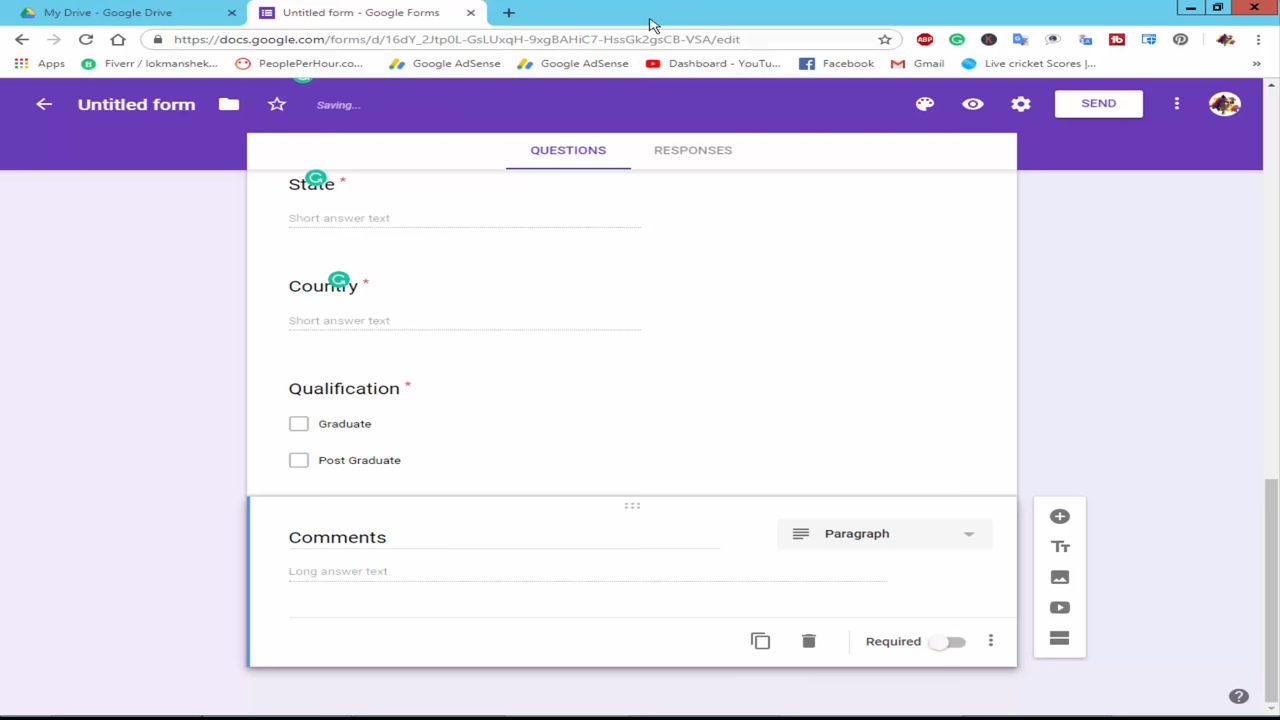 My Drive - Google Drive
Untitled form - Google Forms
https://docs.google.com/forms/d/16dY_2Jtp0L-GsLUxqH-9xgBAHiC7-HssGk2gsCB-VSA/edit
Apps
Fiverr / lokmanshek...
PeoplePerHour.co...
Google AdSense
Google AdSense
Dashboard - YouTu...
Facebook
Gmail
Live cricket Scores |...
»
Untitled form
Saving...
SEND
QUESTIONS
RESPONSES
State *
Short answer text
Country *
Short answer text
Qualification *
Graduate
Post Graduate
Comments
Paragraph
Long answer text
Required